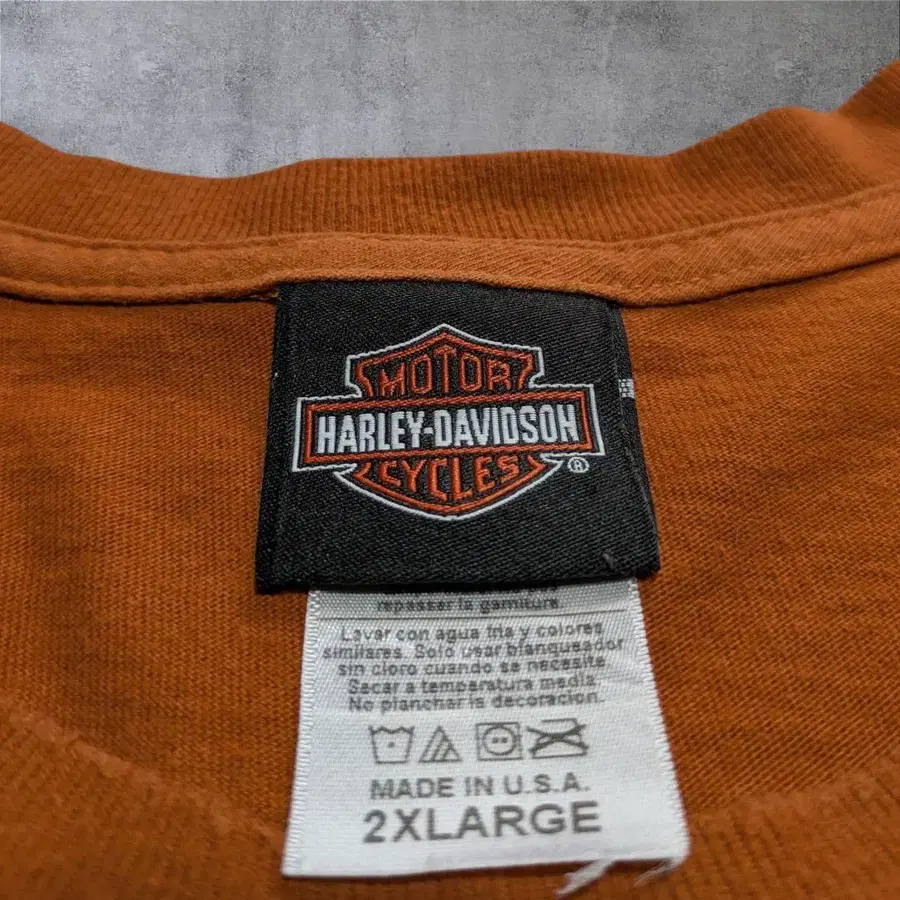 MOTOR
HARLEY-DAVIDSON
CYCLES
®
repasser la garniture.
Lavar con agua fria y colores
similares. Solo usar blanqueador
sin cloro cuando se necesite
Secar a temperatura media.
No planchar la decoracion.
MADE IN U.S.A.
2XLARGE